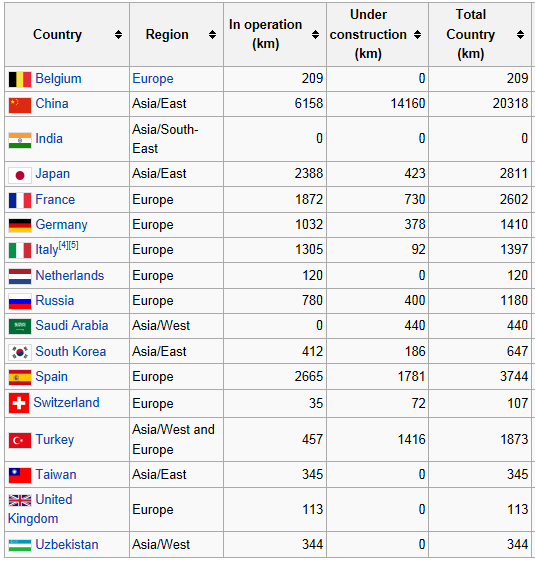 Country Region In operation (km) Under construction (km) Total Country (km)
Belgium Europe 209 0 209
China Asia/East 6158 14160 20318
India Asia/South-East 0 0 0
Japan Asia/East 2388 423 2811
France Europe 1872 730 2602
Germany Europe 1032 378 1410
Italy[4][5] Europe 1305 92 1397
Netherlands Europe 120 0 120
Russia Europe 780 400 1180
Saudi Arabia Asia/West 0 440 440
South Korea Asia/East 412 186 647
Spain Europe 2665 1781 3744
Switzerland Europe 35 72 107
Turkey Asia/West and Europe 457 1416 1873
Taiwan Asia/East 345 0 345
United Kingdom Europe 113 0 113
Uzbekistan Asia/West 344 0 344